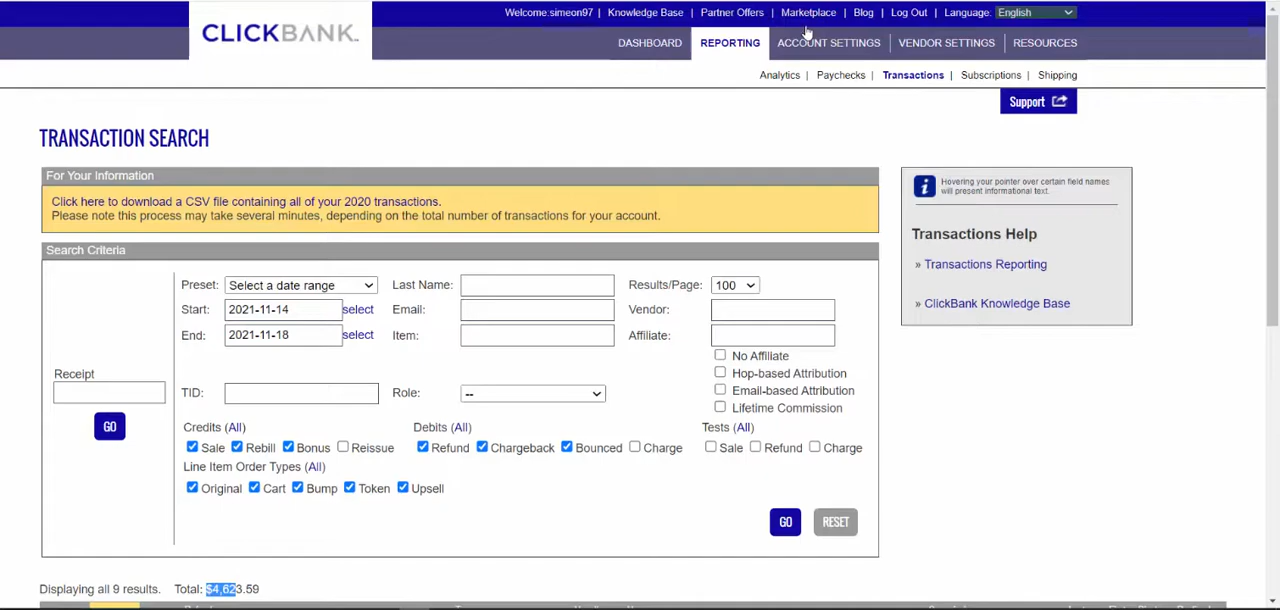 CLICKBANK
Welcome:simeon97 | Knowledge Base | Partner Offers | Marketplace | Blog | Log Out | Language: English
DASHBOARD REPORTING ACCOUNT SETTINGS VENDOR SETTINGS RESOURCES
Analytics | Paychecks | Transactions | Subscriptions | Shipping
Support
TRANSACTION SEARCH
For Your Information
Click here to download a CSV file containing all of your 2020 transactions.
Please note this process may take several minutes, depending on the total number of transactions for your account.
Hovering your pointer over certain field names
will present informational text.
Transactions Help
» Transactions Reporting
» ClickBank Knowledge Base
Search Criteria
Preset: Select a date range Last Name: Results/Page: 100
Start: 2021-11-14 select Email: Vendor:
End: 2021-11-18 select Item: Affiliate:
No Affiliate
Hop-based Attribution
Email-based Attribution
Lifetime Commission
Receipt
GO
TID: Role: --
Credits (All) Debits (All) Tests (All)
Sale Rebill Bonus Reissue Refund Chargeback Bounced Charge Sale Refund Charge
Line Item Order Types (All)
Original Cart Bump Token Upsell
GO RESET
Displaying all 9 results. Total: $4,623.59